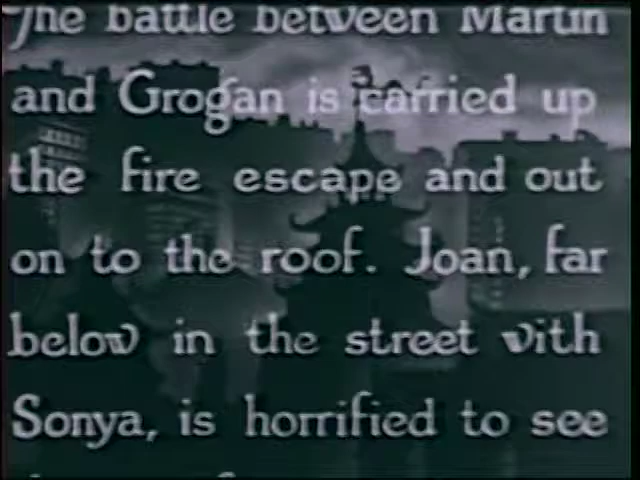 The battle between Martin
and Grogan is carried up
the fire escape and out
on to the roof. Joan, far
below in the street with
Sonya, is horrified to see